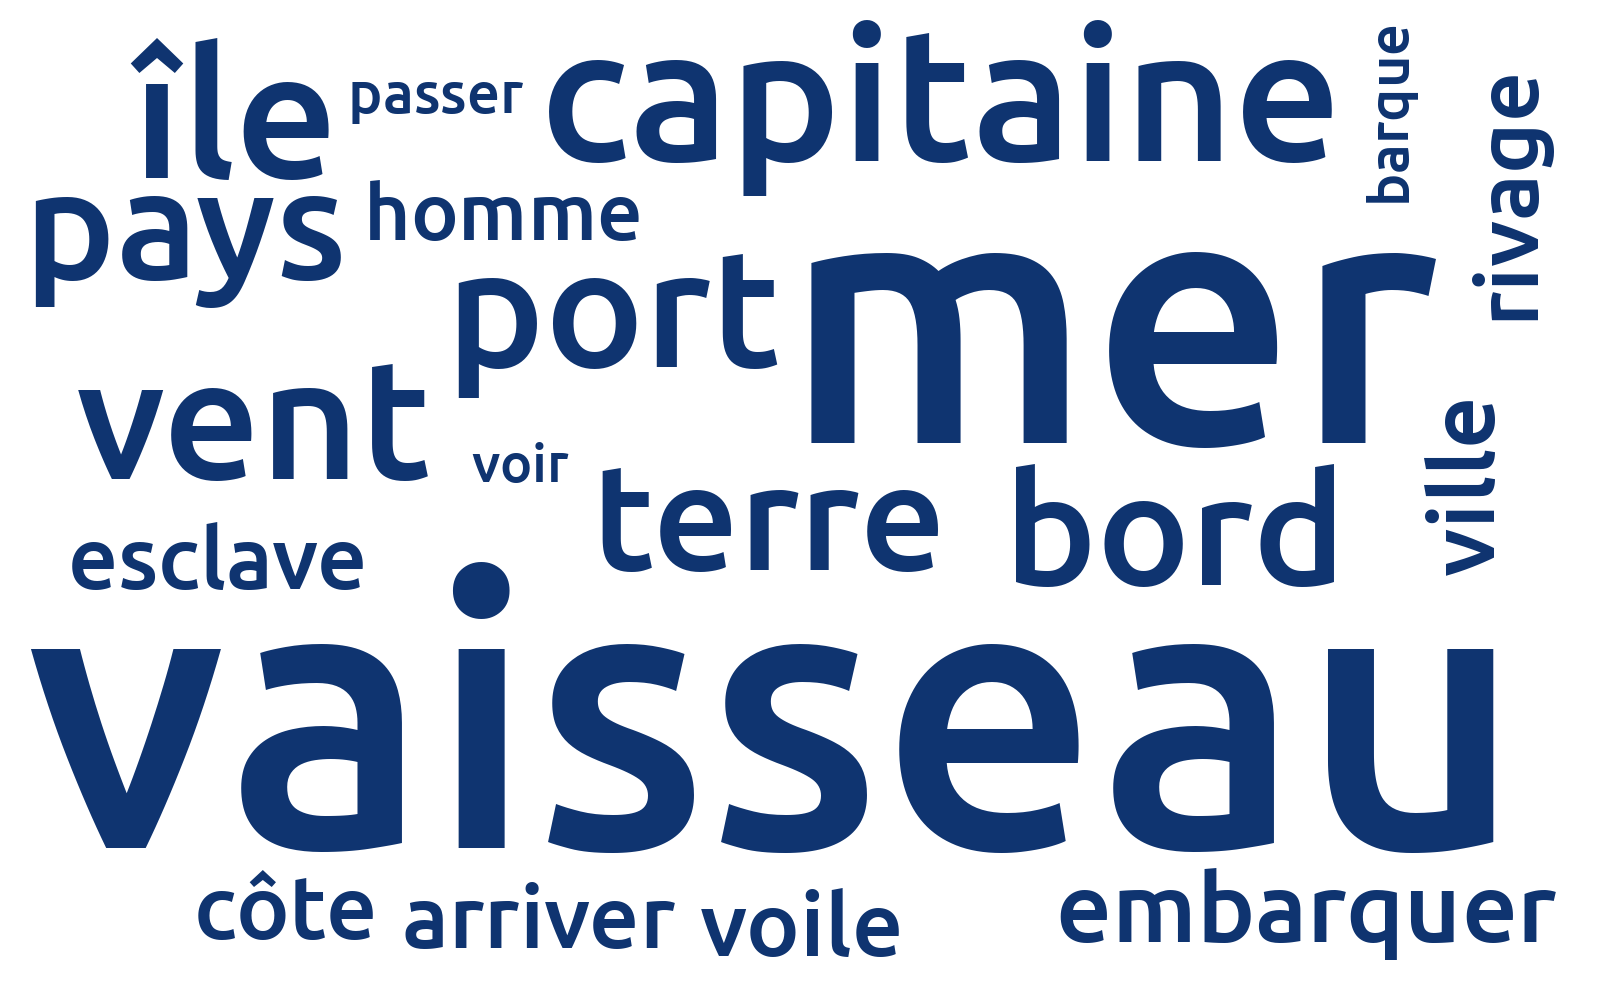 île
passer
capitaine
barque
rivage
pays
homme
port
mer
vent
voir
terre
bord
ville
esclave
vaisseau
côte
arriver
voile
embarquer